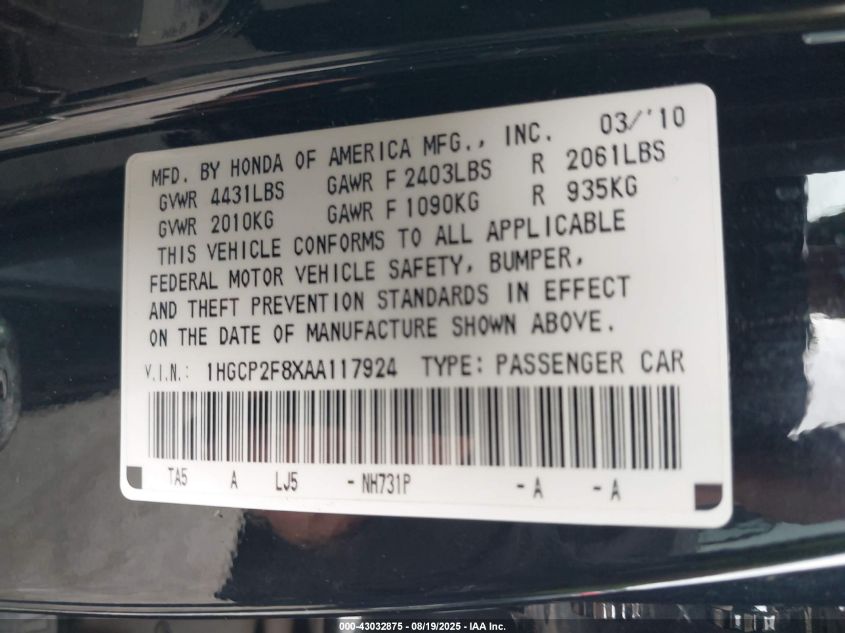 MFD. BY HONDA OF AMERICA MFG., INC. 03/'10
GVWR 4431LBS GAWR F 2403LBS R 2061LBS
GVWR 2010KG GAWR F 1090KG R 935KG
THIS VEHICLE CONFORMS TO ALL APPLICABLE
FEDERAL MOTOR VEHICLE SAFETY, BUMPER,
AND THEFT PREVENTION STANDARDS IN EFFECT
ON THE DATE OF MANUFACTURE SHOWN ABOVE.
V.I.N.: 1HGCP2F8XAA117924 TYPE: PASSENGER CAR
TA5 A LJ5 - NH731P - A - A
000-43032875 - 08/19/2025 - IAA Inc.